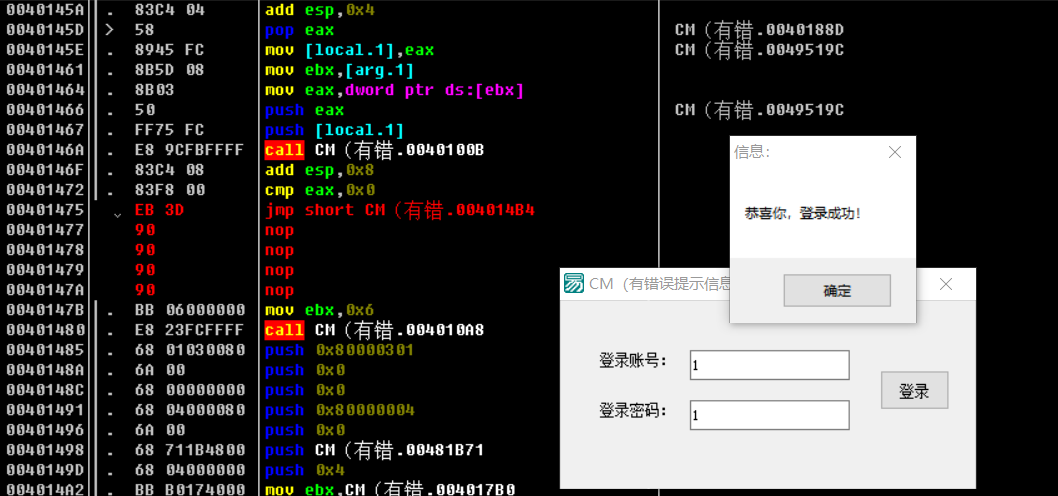 0040145A . 83C4 04 add esp,0x4
0040145D > 58 pop eax CM（有错.0040188D
0040145E . 8945 FC mov [local.1],eax CM（有错.0049519C
00401461 . 8B5D 08 mov ebx,[arg.1]
00401464 . 8B03 mov eax,dword ptr ds:[ebx]
00401466 . 50 push eax CM（有错.0049519C
00401467 . FF75 FC push [local.1]
0040146A . E8 9CFBFFFF call CM（有错.0040100B
0040146F . 83C4 08 add esp,0x8
00401472 . 83F8 00 cmp eax,0x0
00401475 EB 3D jmp short CM（有错.004014B4
00401477 90 nop
00401478 90 nop
00401479 90 nop
0040147A 90 nop
0040147B . BB 06000000 mov ebx,0x6
00401480 . E8 23FCFFFF call CM（有错.004010A8
00401485 . 68 01030080 push 0x80000301
0040148A . 6A 00 push 0x0
0040148C . 68 00000000 push 0x0
00401491 . 68 04000080 push 0x80000004
00401496 . 6A 00 push 0x0
00401498 . 68 711B4800 push CM（有错.00481B71
0040149D . 68 04000000 push 0x4
004014A2 . BB B0174000 mov ebx,CM（有错.004017B0
信息：
恭喜你，登录成功！
确定
CM（有错误提示信息
登录账号： 1
登录密码： 1
登录